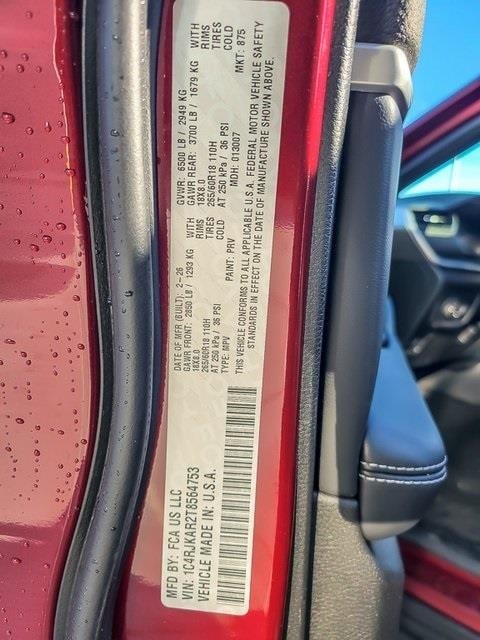 MFD BY: FCA US LLC
VIN: 1C4RJKAR2T8564753
VEHICLE MADE IN: U.S.A.
DATE OF MFR (BUILT): 2-26
GVWR: 6500 LB / 2949 KG
GAWR FRONT: 2850 LB / 1293 KG WITH
18X8.0 RIMS
265/60R18 110H TIRES
AT 250 kPa / 36 PSI COLD
GAWR REAR: 3700 LB / 1679 KG WITH
18X8.0 RIMS
265/60R18 110H TIRES
AT 250 kPa / 36 PSI COLD
TYPE: MPV PAINT: PRV MDH: 013007 MKT: 875
THIS VEHICLE CONFORMS TO ALL APPLICABLE U.S.A. FEDERAL MOTOR VEHICLE SAFETY
STANDARDS IN EFFECT ON THE DATE OF MANUFACTURE SHOWN ABOVE.